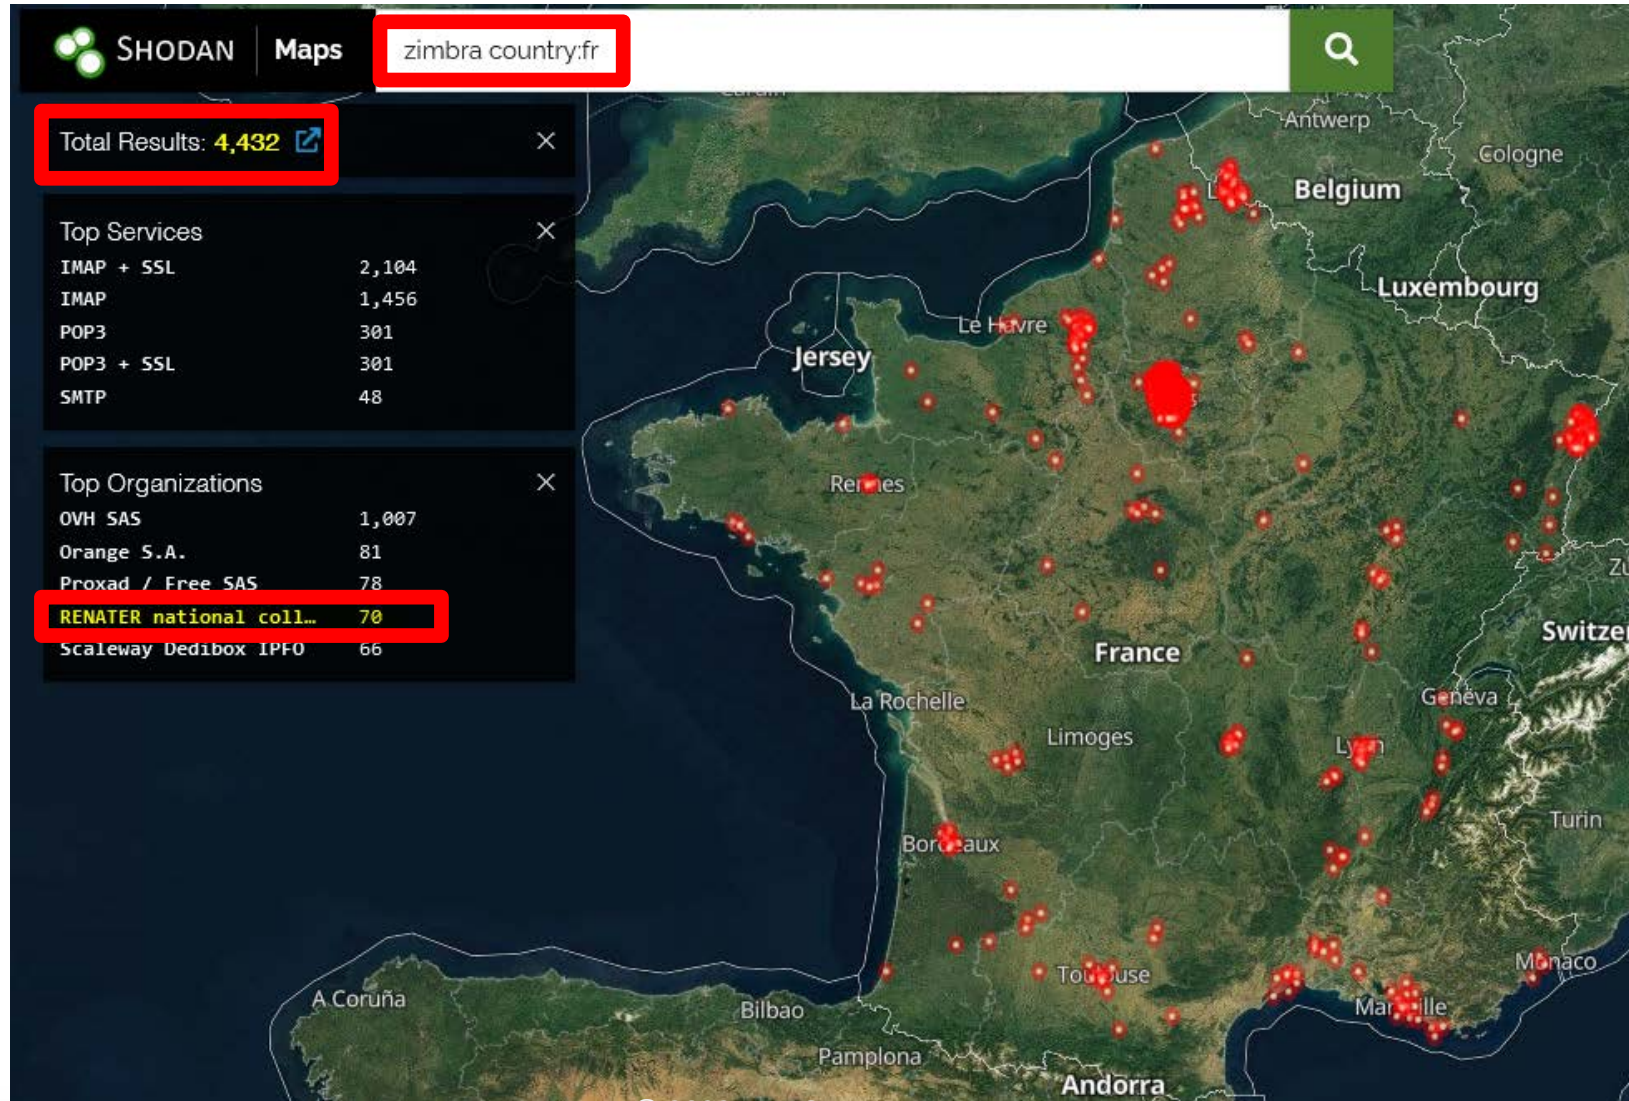 SHODAN Maps zimbra country:fr
Total Results: 4,432
Top Services
IMAP + SSL 2,104
IMAP 1,456
POP3 301
POP3 + SSL 301
SMTP 48
Top Organizations
OVH SAS 1,007
Orange S.A. 81
Proxad / Free SAS 78
RENATER national coll… 70
Scaleway Dedibox IPFO 66
Antwerp
Cologne
Belgium
Luxembourg
Le Havre
Jersey
Rennes
Switzer
France
Geneva
La Rochelle
Limoges
Lyon
Turin
Bordeaux
Monaco
Toulouse
A Coruña
Bilbao
Marseille
Pamplona
Andorra